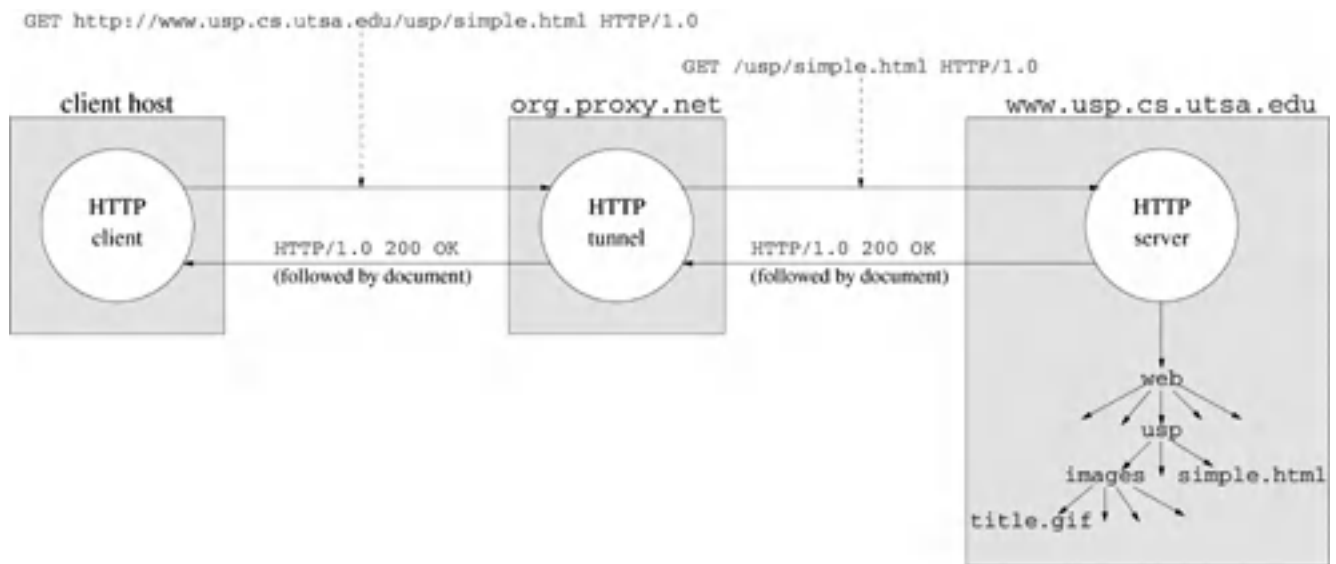 GET http://www.usp.cs.utsa.edu/usp/simple.html HTTP/1.0
GET /usp/simple.html HTTP/1.0
client host
org.proxy.net
www.usp.cs.utsa.edu
HTTP
client
HTTP/1.0 200 OK
(followed by document)
HTTP
tunnel
HTTP/1.0 200 OK
(followed by document)
HTTP
server
web
usp
images
simple.html
title.gif